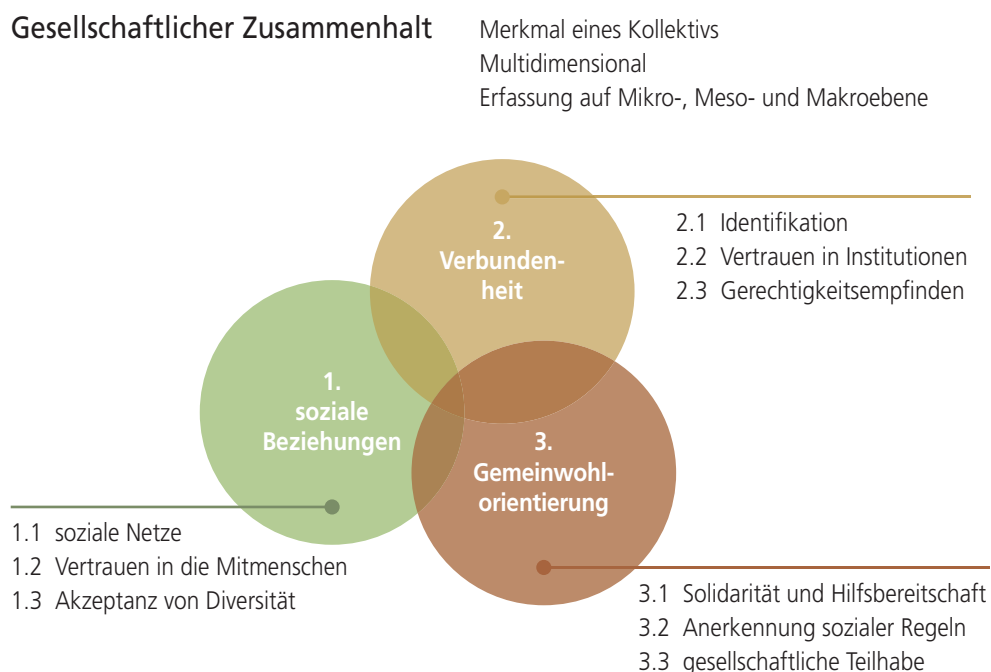 Gesellschaftlicher Zusammenhalt
Merkmal eines Kollektivs
Multidimensional
Erfassung auf Mikro-, Meso- und Makroebene
2.
Verbunden-
heit
2.1 Identifikation
2.2 Vertrauen in Institutionen
2.3 Gerechtigkeitsempfinden
1.
soziale
Beziehungen
3.
Gemeinwohl-
orientierung
1.1 soziale Netze
1.2 Vertrauen in die Mitmenschen
1.3 Akzeptanz von Diversität
3.1 Solidarität und Hilfsbereitschaft
3.2 Anerkennung sozialer Regeln
3.3 gesellschaftliche Teilhabe